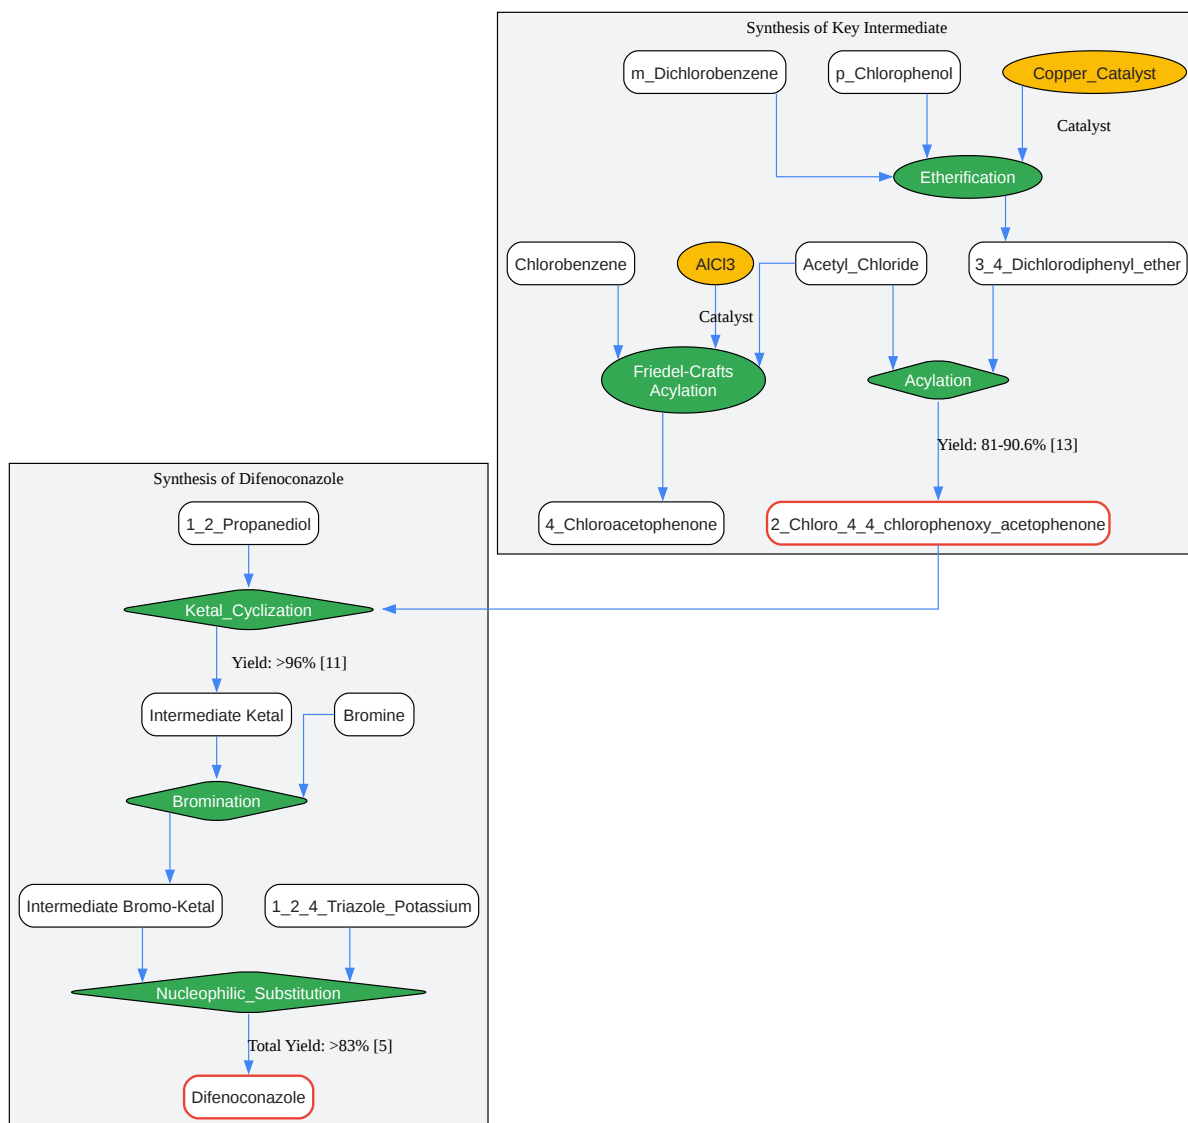 Synthesis of Key Intermediate
m_Dichlorobenzene
p_Chlorophenol
Copper_Catalyst
Catalyst
Etherification
Chlorobenzene
AlCl3
Acetyl_Chloride
3_4_Dichlorodiphenyl_ether
Catalyst
Friedel-Crafts
Acylation
Acylation
Yield: 81-90.6% [13]
4_Chloroacetophenone
2_Chloro_4_4_chlorophenoxy_acetophenone
Synthesis of Difenoconazole
1_2_Propanediol
Ketal_Cyclization
Yield: >96% [11]
Intermediate Ketal
Bromine
Bromination
Intermediate Bromo-Ketal
1_2_4_Triazole_Potassium
Nucleophilic_Substitution
Total Yield: >83% [5]
Difenoconazole